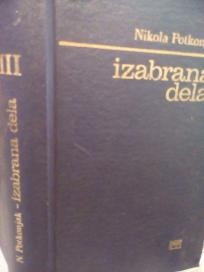 Nikola Potkon
izabrana
dela
III
N. Potkonjak - izabrana dela